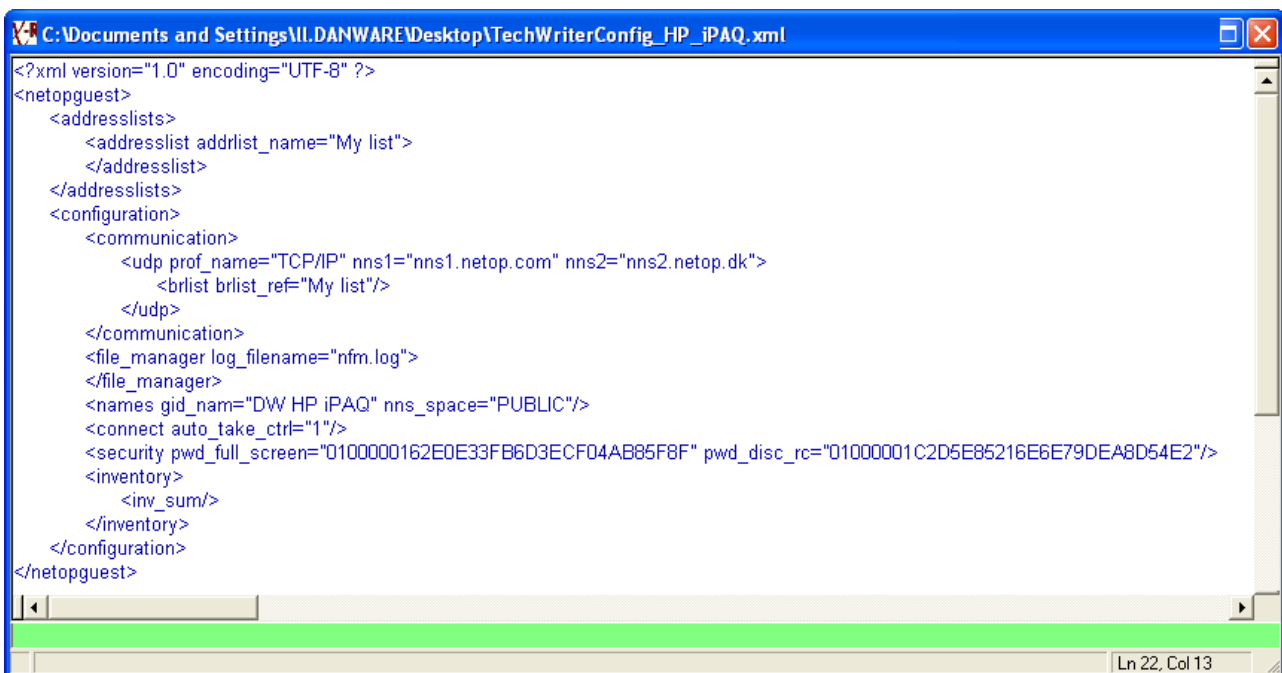 C:\Documents and Settings\ll.DANWARE\Desktop\TechWriterConfig_HP_iPAQ.xml
<?xml version="1.0" encoding="UTF-8" ?>
<netopguest>
<addresslists>
<addresslist addrlist_name="My list">
</addresslist>
</addresslists>
<configuration>
<communication>
<udp prof_name="TCP/IP" nns1="nns1.netop.com" nns2="nns2.netop.dk">
<brlist brlist_ref="My list"/>
</udp>
</communication>
<file_manager log_filename="nfm.log">
</file_manager>
<names gid_nam="DW HP iPAQ" nns_space="PUBLIC"/>
<connect auto_take_ctrl="1"/>
<security pwd_full_screen="0100000162E0E33FB6D3ECF04AB85F8F" pwd_disc_rc="01000001C2D5E85216E6E79DEA8D54E2"/>
<inventory>
<inv_sum/>
</inventory>
</configuration>
</netopguest>
Ln 22, Col 13